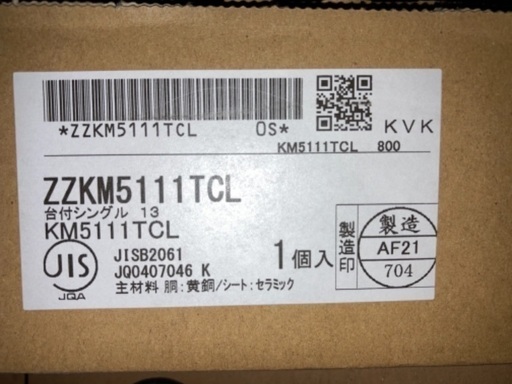 *ZZKM5111TCL OS*
KVK
KM5111TCL 800
ZZKM5111TCL
台付シングル 13
KM5111TCL
JIS
JQA
JISB2061
JQ0407046 K
主材料 胴:黄銅/シート:セラミック
1個入
製造印
製造
AF21
704